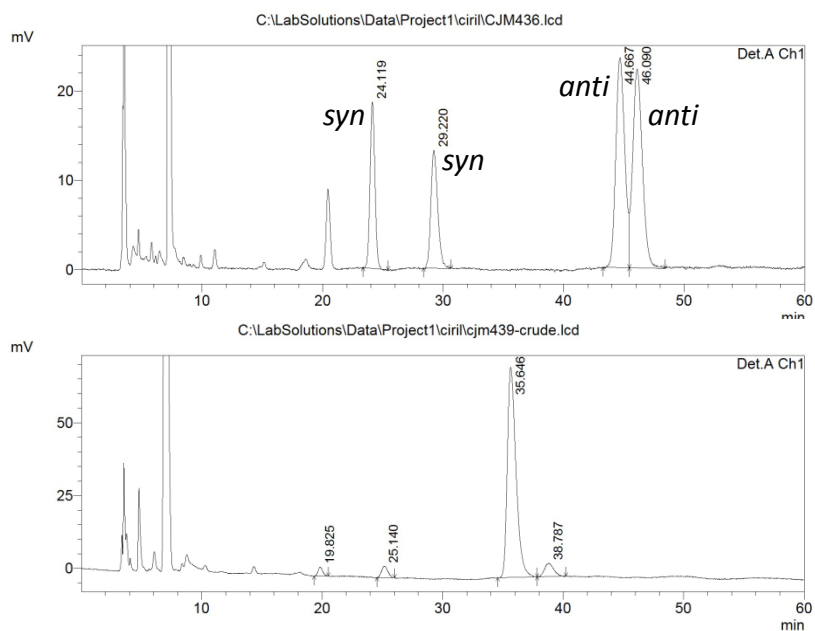 C:\LabSolutions\Data\Project1\ciril\CJM436.lcd
mV
Det.A Ch1
20
10
0
syn
24.119
29.220
syn
anti
44.667
46.090
anti
10
20
30
40
50
60
min
C:\LabSolutions\Data\Project1\ciril\cjm439-crude.lcd
mV
Det.A Ch1
50
25
0
19.825
25.140
35.646
38.787
10
20
30
40
50
60
min